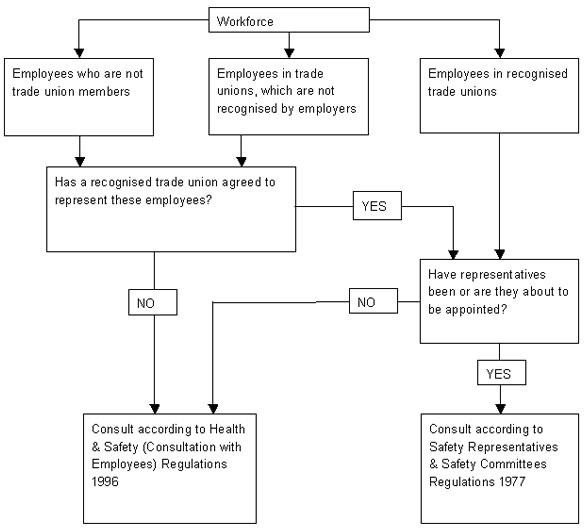 Workforce
Employees who are not
trade union members
Employees in trade
unions, which are not
recognised by employers
Employees in recognised
trade unions
Has a recognised trade union agreed to
represent these employees?
YES
Have representatives
been or are they about to
be appointed?
NO
NO
YES
Consult according to Health
& Safety (Consultation with
Employees) Regulations
1996
Consult according to
Safety Representatives
& Safety Committees
Regulations 1977